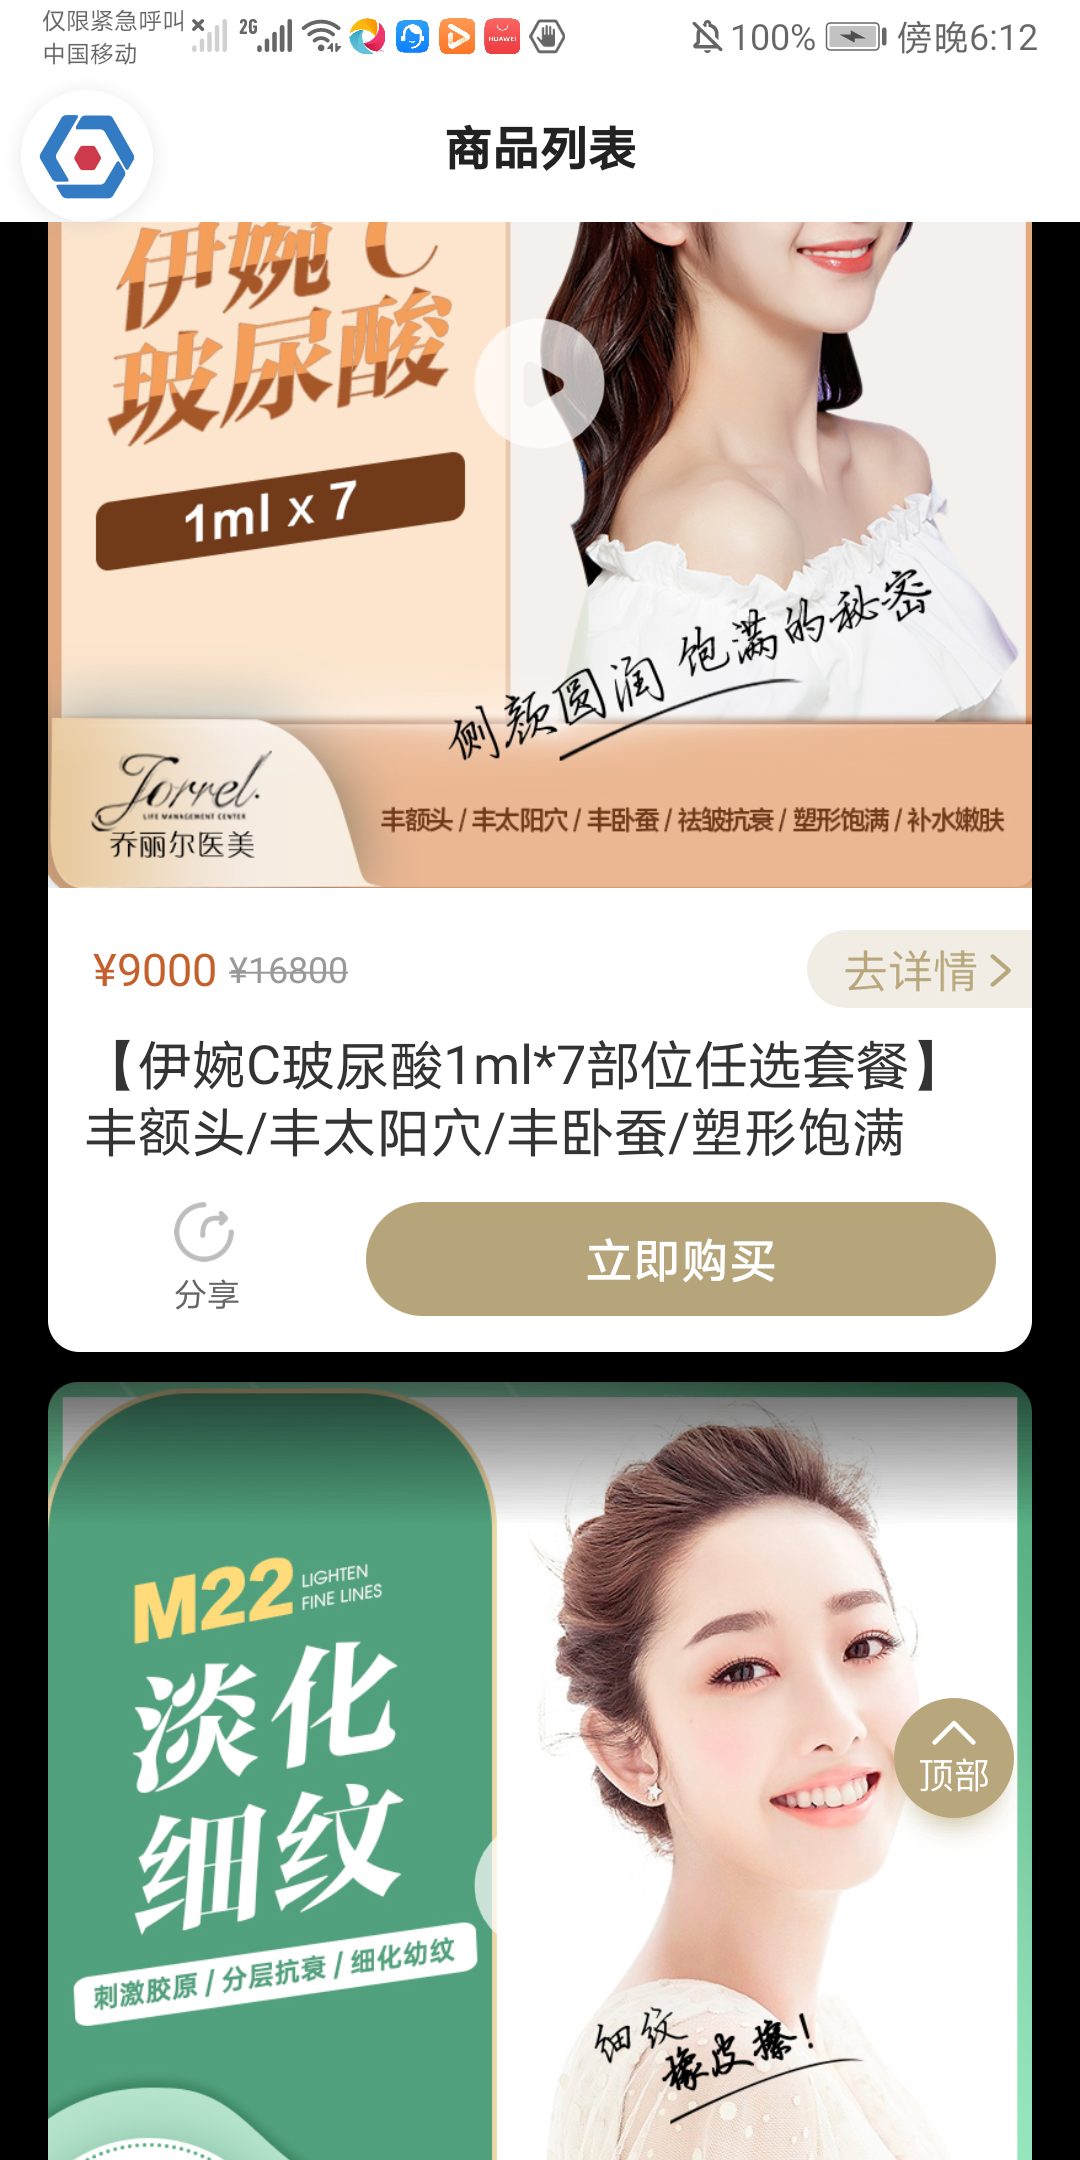 仅限紧急呼叫
中国移动
2G
HUAWEI
100%
傍晚6:12
商品列表
伊婉C
玻尿酸
1ml x 7
侧颜圆润 饱满的秘密
Jorrel.
LIFE MANAGEMENT CENTER
乔丽尔医美
丰额头 / 丰太阳穴 / 丰卧蚕 / 祛皱抗衰 / 塑形饱满 / 补水嫩肤
¥9000 ¥16800
去详情
【伊婉C玻尿酸1ml*7部位任选套餐】
丰额头/丰太阳穴/丰卧蚕/塑形饱满
分享
立即购买
M22 LIGHTEN
FINE LINES
淡化
细纹
刺激胶原 / 分层抗衰 / 细化幼纹
细纹
橡皮擦!
顶部